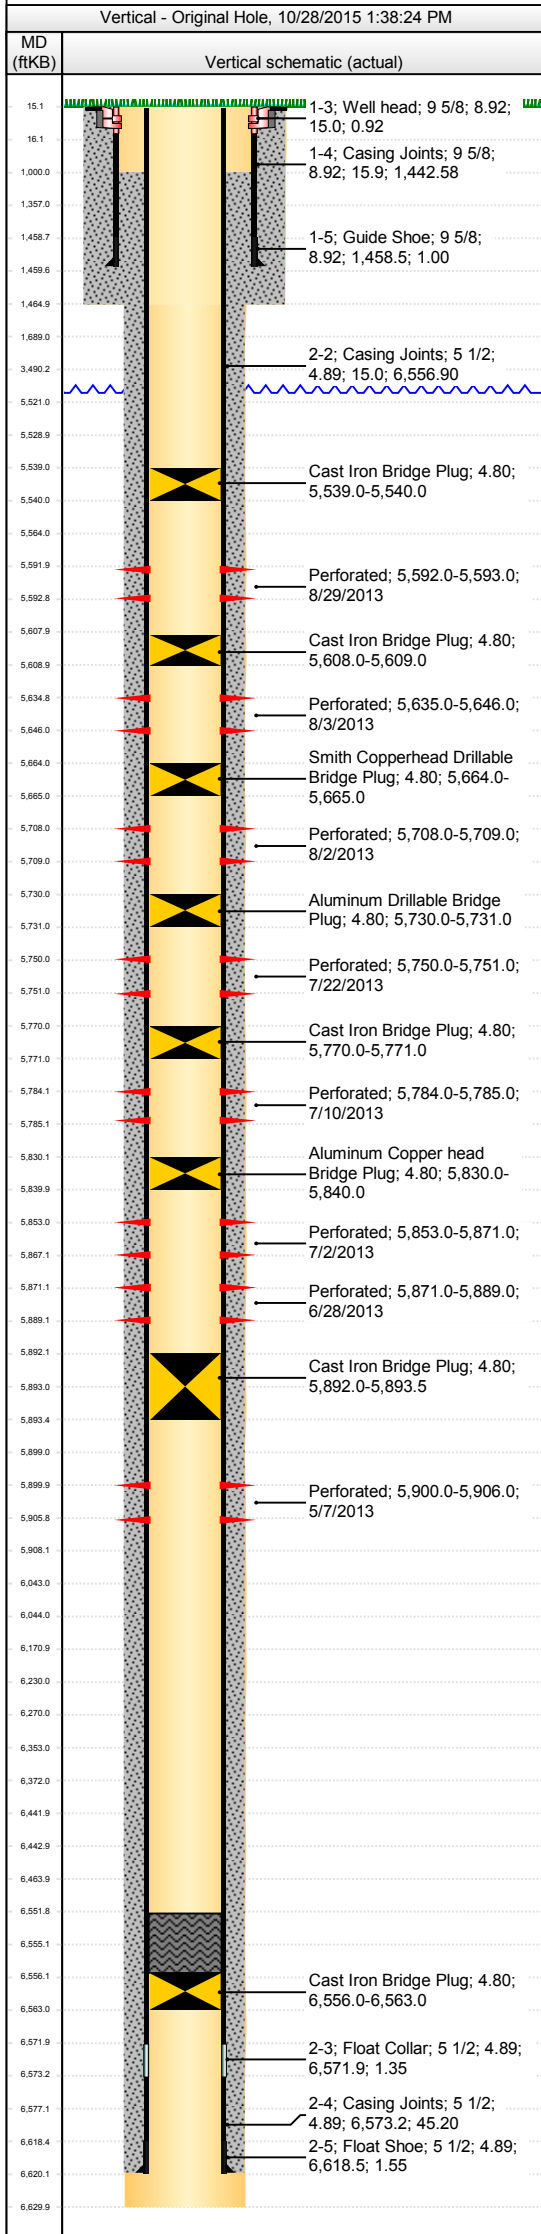 Vertical - Original Hole, 10/28/2015 1:38:24 PM
MD
(ftKB)
Vertical schematic (actual)
15.1
1-3; Well head; 9 5/8; 8.92;
15.0; 0.92
16.1
1-4; Casing Joints; 9 5/8;
8.92; 15.9; 1,442.58
1,000.0
1,357.0
1,458.7
1-5; Guide Shoe; 9 5/8;
8.92; 1,458.5; 1.00
1,459.6
1,464.9
1,689.0
2-2; Casing Joints; 5 1/2;
4.89; 15.0; 6,556.90
3,490.2
5,521.0
5,528.9
5,539.0
Cast Iron Bridge Plug; 4.80;
5,539.0-5,540.0
5,540.0
5,564.0
5,591.9
Perforated; 5,592.0-5,593.0;
8/29/2013
5,592.8
5,607.9
Cast Iron Bridge Plug; 4.80;
5,608.0-5,609.0
5,608.9
5,634.8
Perforated; 5,635.0-5,646.0;
8/3/2013
5,646.0
5,664.0
Smith Copperhead Drillable
Bridge Plug; 4.80; 5,664.0-
5,665.0
5,665.0
5,708.0
Perforated; 5,708.0-5,709.0;
8/2/2013
5,709.0
5,730.0
Aluminum Drillable Bridge
Plug; 4.80; 5,730.0-5,731.0
5,731.0
5,750.0
Perforated; 5,750.0-5,751.0;
7/22/2013
5,751.0
5,770.0
Cast Iron Bridge Plug; 4.80;
5,770.0-5,771.0
5,771.0
5,784.1
Perforated; 5,784.0-5,785.0;
7/10/2013
5,785.1
5,830.1
Aluminum Copper head
Bridge Plug; 4.80; 5,830.0-
5,840.0
5,839.9
5,853.0
Perforated; 5,853.0-5,871.0;
7/2/2013
5,867.1
5,871.1
Perforated; 5,871.0-5,889.0;
6/28/2013
5,889.1
5,892.1
Cast Iron Bridge Plug; 4.80;
5,892.0-5,893.5
5,893.0
5,893.4
5,899.0
5,899.9
Perforated; 5,900.0-5,906.0;
5/7/2013
5,905.8
5,908.1
6,043.0
6,044.0
6,170.9
6,230.0
6,270.0
6,353.0
6,372.0
6,441.9
6,442.9
6,463.9
6,551.8
6,555.1
6,556.1
Cast Iron Bridge Plug; 4.80;
6,556.0-6,563.0
6,563.0
6,571.9
2-3; Float Collar; 5 1/2; 4.89;
6,571.9; 1.35
6,573.2
6,577.1
2-4; Casing Joints; 5 1/2;
4.89; 6,573.2; 45.20
6,618.4
2-5; Float Shoe; 5 1/2; 4.89;
6,618.5; 1.55
6,620.1
6,629.9